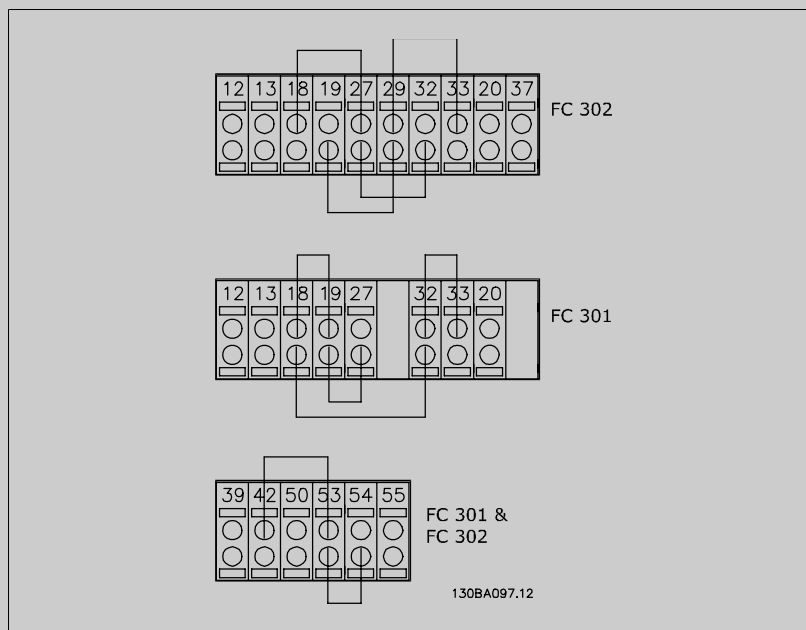 12 13 18 19 27 29 32 33 20 37
FC 302
12 13 18 19 27 32 33 20
FC 301
39 42 50 53 54 55
FC 301 &
FC 302
130BA097.12